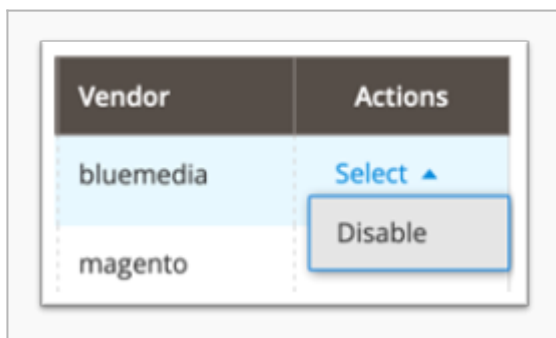 Vendor Actions
bluemedia Select ▲
Disable
magento